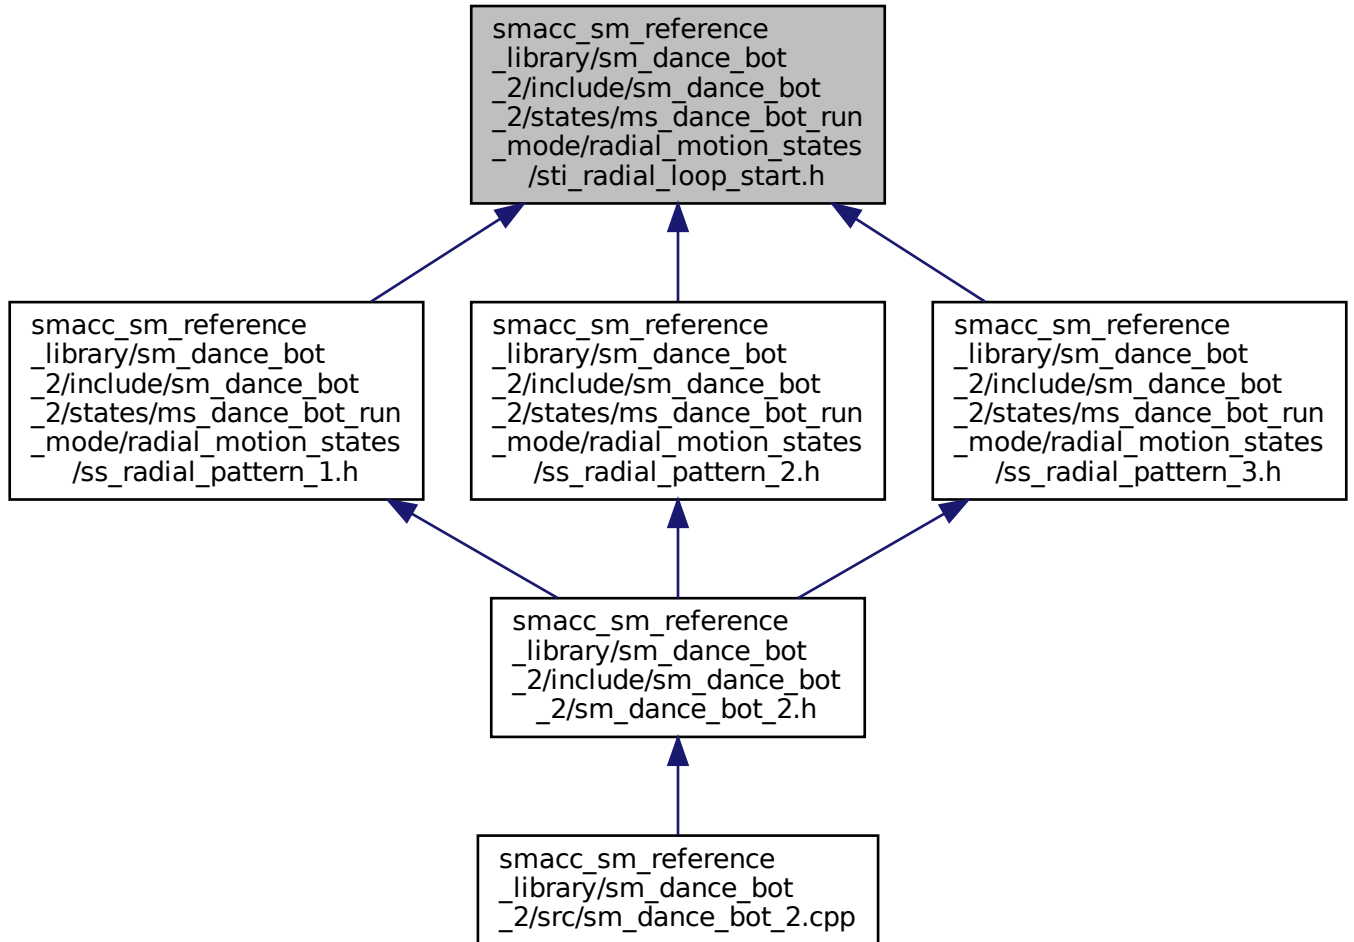 smacc_sm_reference
_library/sm_dance_bot
_2/include/sm_dance_bot
_2/states/ms_dance_bot_run
_mode/radial_motion_states
/sti_radial_loop_start.h
smacc_sm_reference
_library/sm_dance_bot
_2/include/sm_dance_bot
_2/states/ms_dance_bot_run
_mode/radial_motion_states
/ss_radial_pattern_1.h
smacc_sm_reference
_library/sm_dance_bot
_2/include/sm_dance_bot
_2/states/ms_dance_bot_run
_mode/radial_motion_states
/ss_radial_pattern_2.h
smacc_sm_reference
_library/sm_dance_bot
_2/include/sm_dance_bot
_2/states/ms_dance_bot_run
_mode/radial_motion_states
/ss_radial_pattern_3.h
smacc_sm_reference
_library/sm_dance_bot
_2/include/sm_dance_bot
_2/sm_dance_bot_2.h
smacc_sm_reference
_library/sm_dance_bot
_2/src/sm_dance_bot_2.cpp